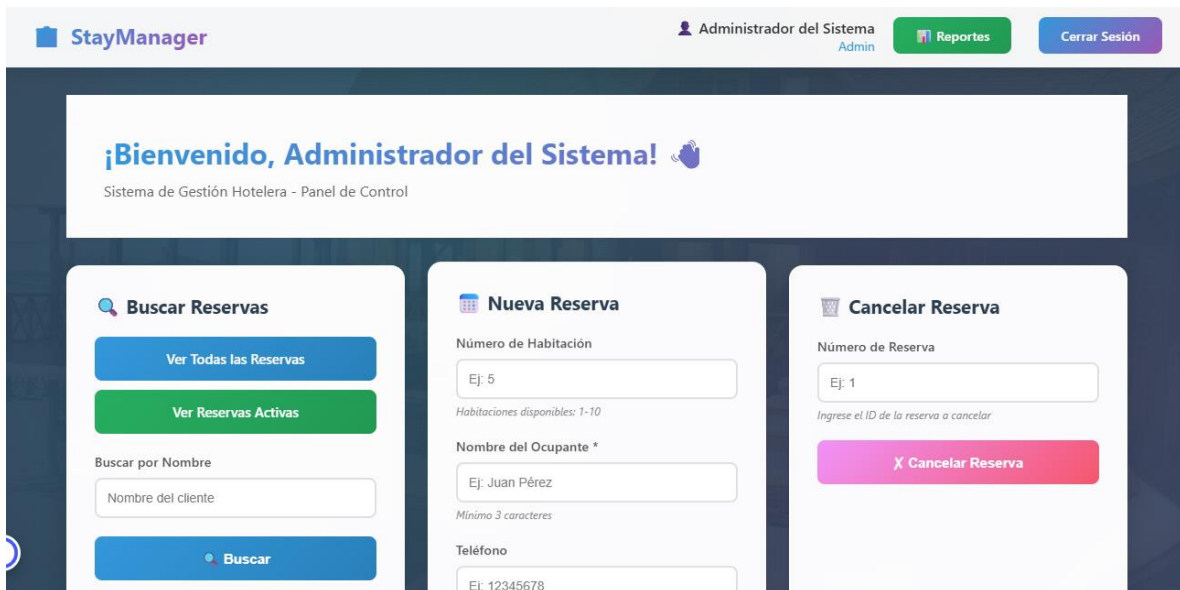 StayManager
Administrador del Sistema
Admin
Reportes
Cerrar Sesión
¡Bienvenido, Administrador del Sistema!
Sistema de Gestión Hotelera - Panel de Control
Buscar Reservas
Ver Todas las Reservas
Ver Reservas Activas
Buscar por Nombre
Nombre del cliente
Buscar
Nueva Reserva
Número de Habitación
Ej: 5
Habitaciones disponibles: 1-10
Nombre del Ocupante *
Ej: Juan Pérez
Mínimo 3 caracteres
Teléfono
Ej: 12345678
Cancelar Reserva
Número de Reserva
Ej: 1
Ingrese el ID de la reserva a cancelar
✗ Cancelar Reserva